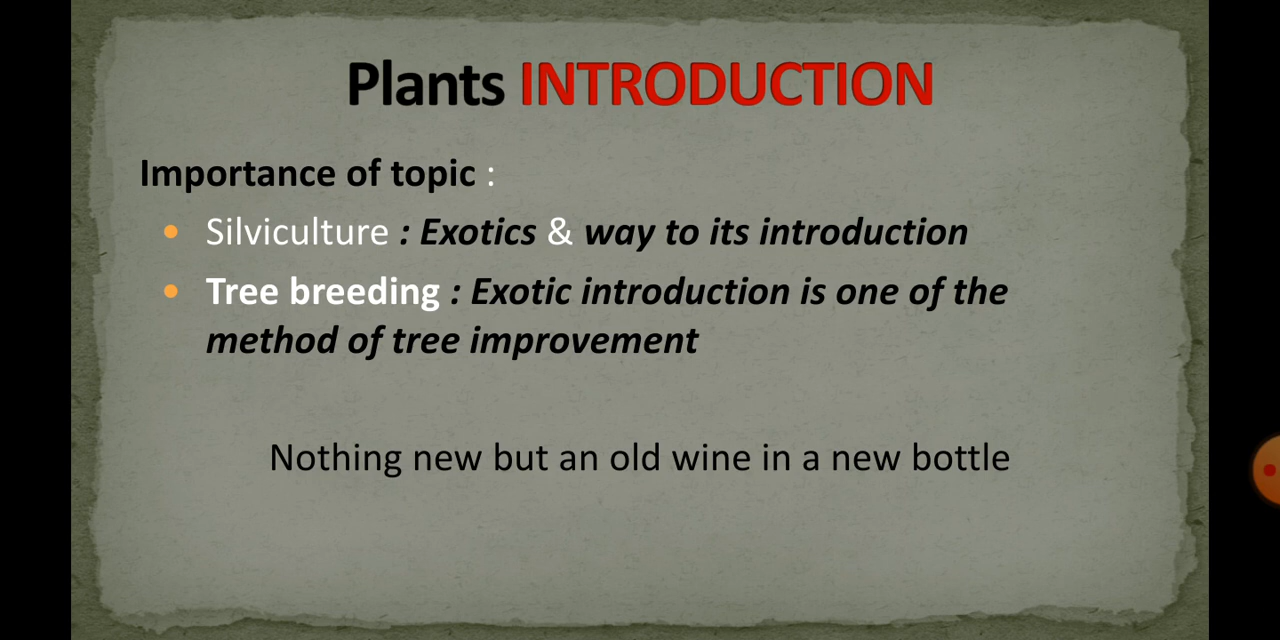 Plants INTRODUCTION
Importance of topic :
• Silviculture : Exotics & way to its introduction
• Tree breeding : Exotic introduction is one of the
method of tree improvement
Nothing new but an old wine in a new bottle